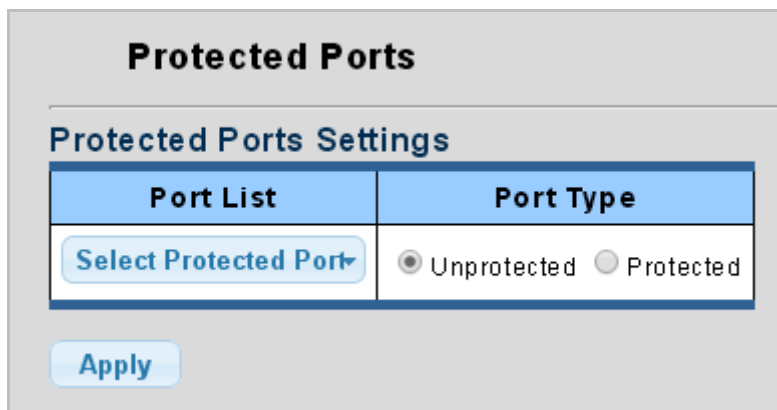 Protected Ports
Protected Ports Settings
Port List Port Type
Select Protected Port Unprotected Protected
Apply